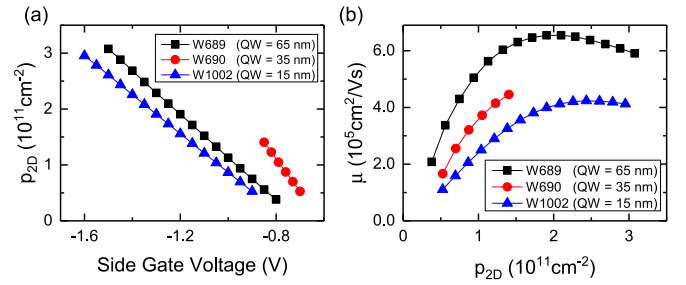 (a)
W689 (QW = 65 nm)
W690 (QW = 35 nm)
W1002 (QW = 15 nm)
3
2
1
0
p2D (10^11 cm^-2)
-1.6
-1.2
-0.8
Side Gate Voltage (V)
(b)
6.0
4.0
2.0
0.0
μ (10^5 cm^2/Vs)
W689 (QW = 65 nm)
W690 (QW = 35 nm)
W1002 (QW = 15 nm)
0
1
2
3
p2D (10^11 cm^-2)